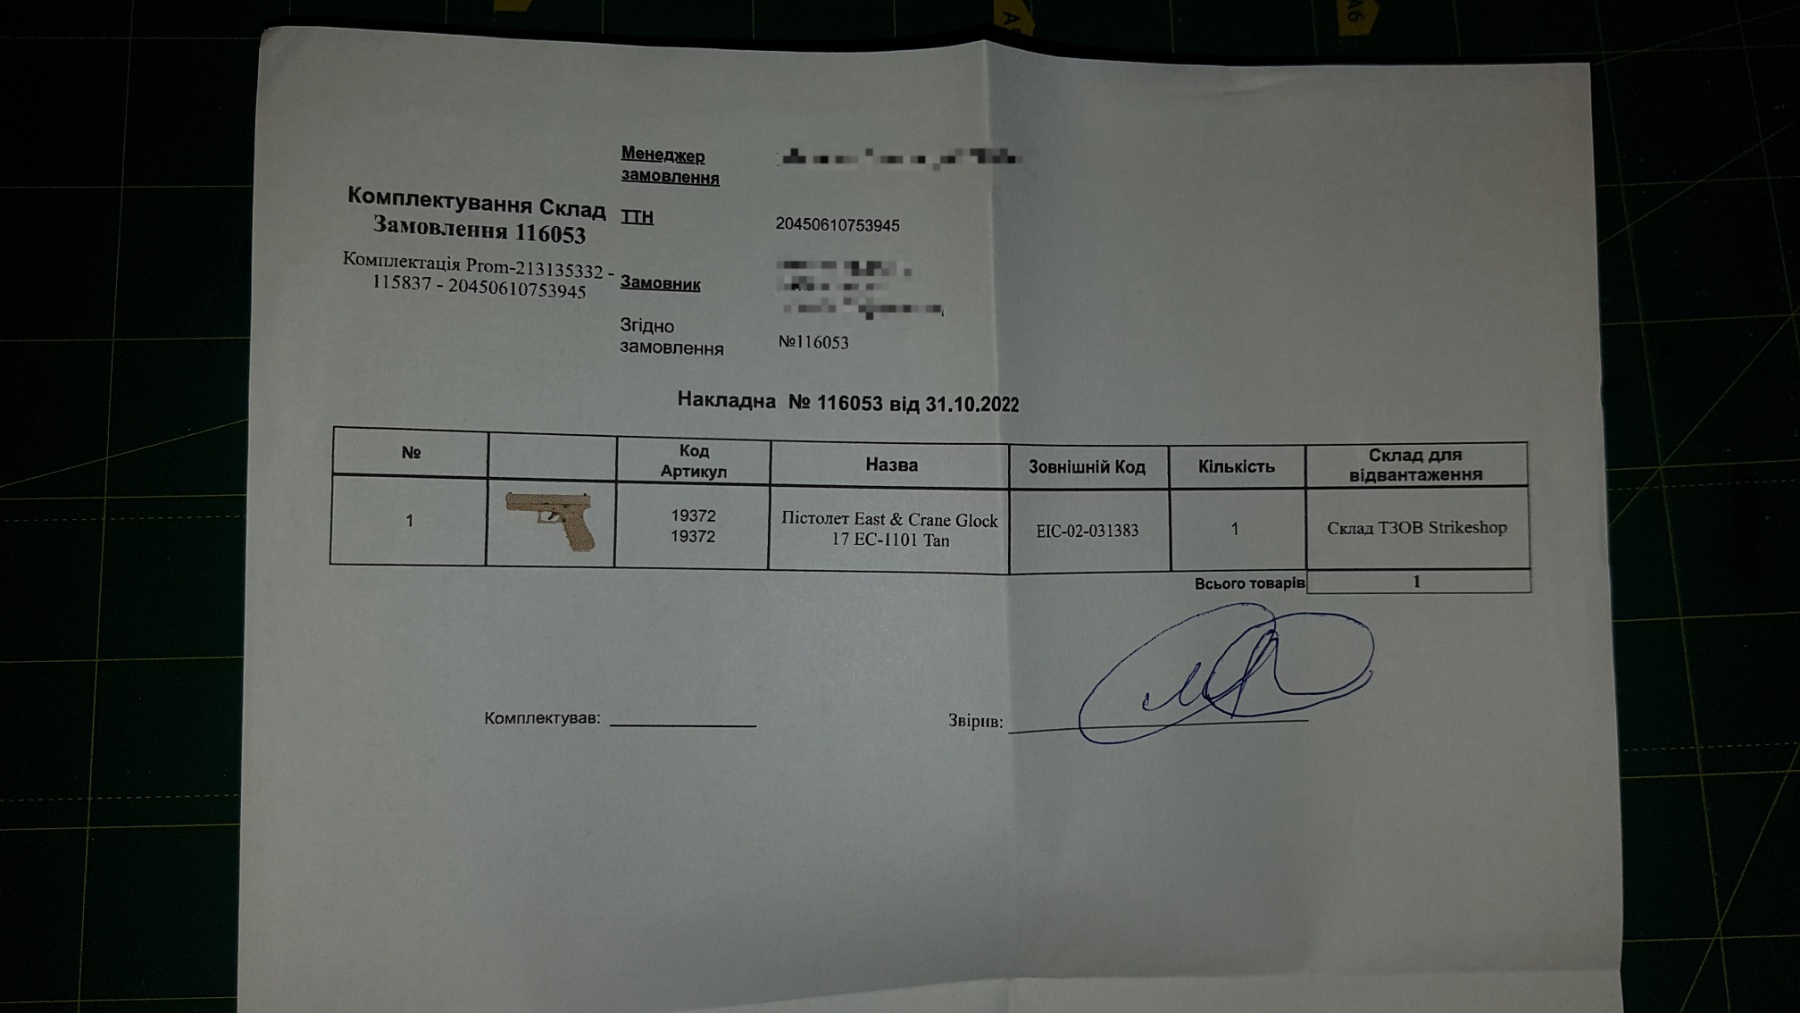 Менеджер
замовлення
Комплектування Склад
Замовлення 116053
ТТН
20450610753945
Комплектація Prom-213135332 -
115837 - 20450610753945
Замовник
Згідно
замовлення
№116053
Накладна № 116053 від 31.10.2022
№
Код
Артикул
Назва
Зовнішній Код
Кількість
Склад для
відвантаження
1
19372
19372
Пістолет East & Crane Glock
17 EC-1101 Tan
EIC-02-031383
1
Склад ТЗОВ Strikeshop
Всього товарів
1
Комплектував:
Звірив: